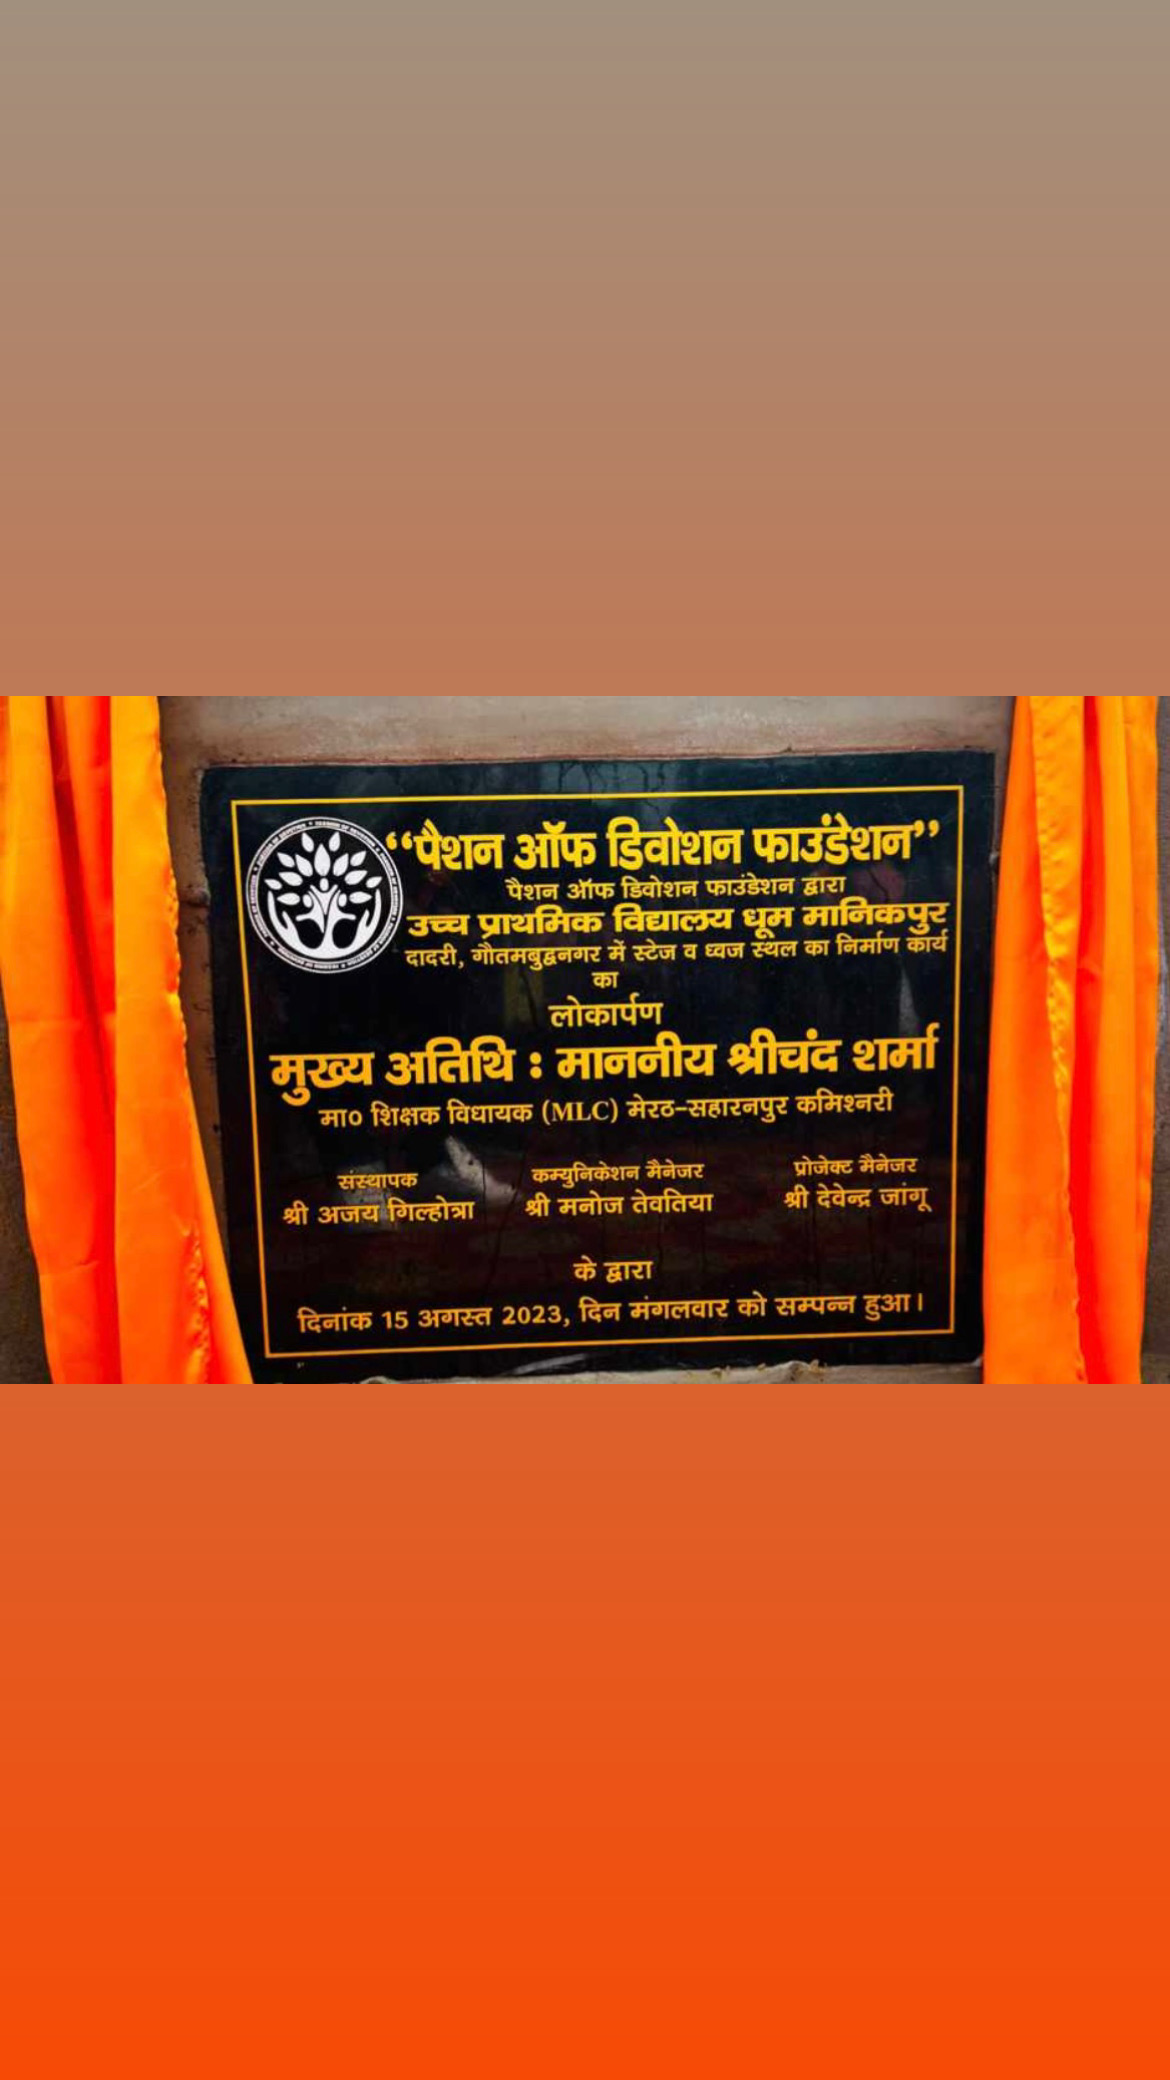 “पैशन ऑफ डिवोशन फाउंडेशन”
पैशन ऑफ डिवोशन फाउंडेशन द्वारा
उच्च प्राथमिक विद्यालय धूम मानिकपुर
दादरी, गौतमबुद्वनगर में स्टेज व ध्वज स्थल का निर्माण कार्य
का
लोकार्पण
मुख्य अतिथि : माननीय श्रीचंद शर्मा
मा० शिक्षक विधायक (MLC) मेरठ-सहारनपुर कमिश्नरी
संस्थापक कम्युनिकेशन मैनेजर प्रोजेक्ट मैनेजर
श्री अजय गिल्होत्रा श्री मनोज तेवतिया श्री देवेन्द्र जांगू
के द्वारा
दिनांक 15 अगस्त 2023, दिन मंगलवार को सम्पन्न हुआ।